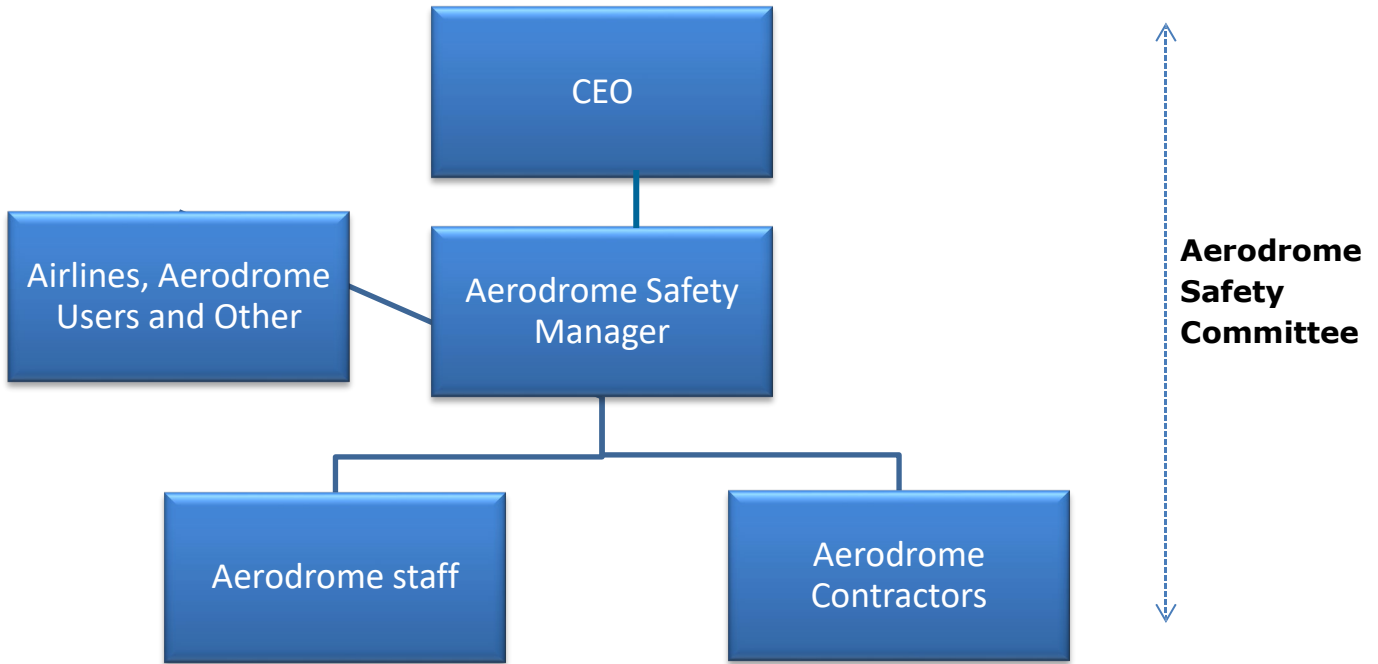 CEO
Airlines, Aerodrome
Users and Other
Aerodrome Safety
Manager
Aerodrome
Safety
Committee
Aerodrome staff
Aerodrome
Contractors